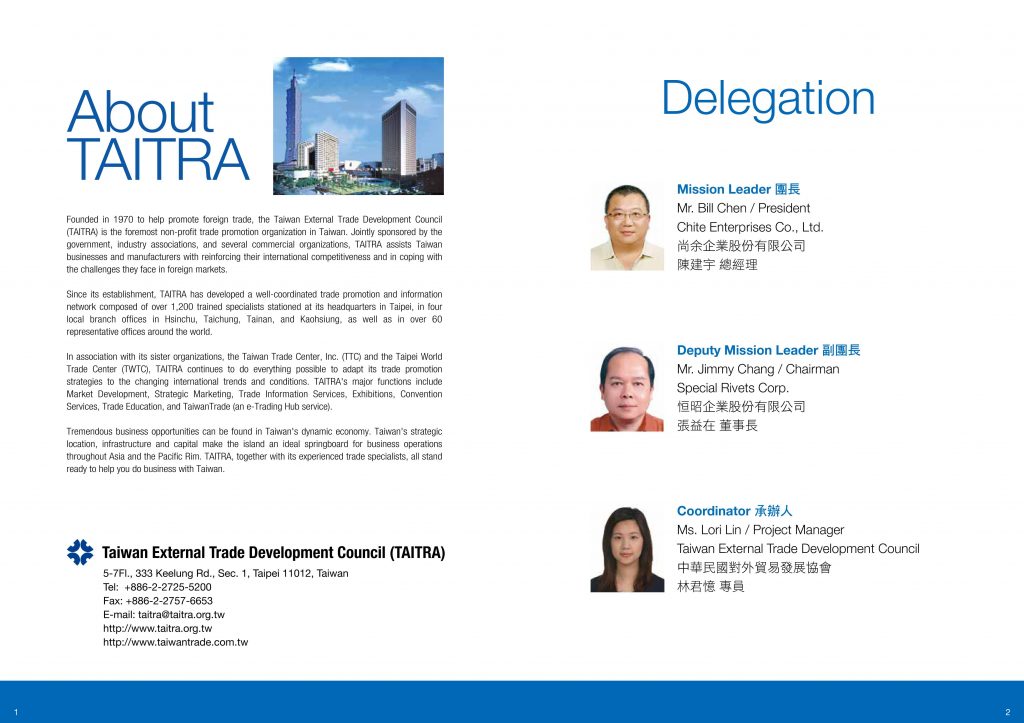 About
TAITRA
Founded in 1970 to help promote foreign trade, the Taiwan External Trade Development Council
(TAITRA) is the foremost non-profit trade promotion organization in Taiwan. Jointly sponsored by the
government, industry associations, and several commercial organizations, TAITRA assists Taiwan
businesses and manufacturers with reinforcing their international competitiveness and in coping with
the challenges they face in foreign markets.
Since its establishment, TAITRA has developed a well-coordinated trade promotion and information
network composed of over 1,200 trained specialists stationed at its headquarters in Taipei, in four
local branch offices in Hsinchu, Taichung, Tainan, and Kaohsiung, as well as in over 60
representative offices around the world.
In association with its sister organizations, the Taiwan Trade Center, Inc. (TTC) and the Taipei World
Trade Center (TWTC), TAITRA continues to do everything possible to adapt its trade promotion
strategies to the changing international trends and conditions. TAITRA's major functions include
Market Development, Strategic Marketing, Trade Information Services, Exhibitions, Convention
Services, Trade Education, and TaiwanTrade (an e-Trading Hub service).
Tremendous business opportunities can be found in Taiwan's dynamic economy. Taiwan's strategic
location, infrastructure and capital make the island an ideal springboard for business operations
throughout Asia and the Pacific Rim. TAITRA, together with its experienced trade specialists, all stand
ready to help you do business with Taiwan.
Taiwan External Trade Development Council (TAITRA)
5-7Fl., 333 Keelung Rd., Sec. 1, Taipei 11012, Taiwan
Tel: +886-2-2725-5200
Fax: +886-2-2757-6653
E-mail: taitra@taitra.org.tw
http://www.taitra.org.tw
http://www.taiwantrade.com.tw
1
Delegation
Mission Leader 團長
Mr. Bill Chen / President
Chite Enterprises Co., Ltd.
尚余企業股份有限公司
陳建宇 總經理
Deputy Mission Leader 副團長
Mr. Jimmy Chang / Chairman
Special Rivets Corp.
恒昭企業股份有限公司
張益在 董事長
Coordinator 承辦人
Ms. Lori Lin / Project Manager
Taiwan External Trade Development Council
中華民國對外貿易發展協會
林君憶 專員
2